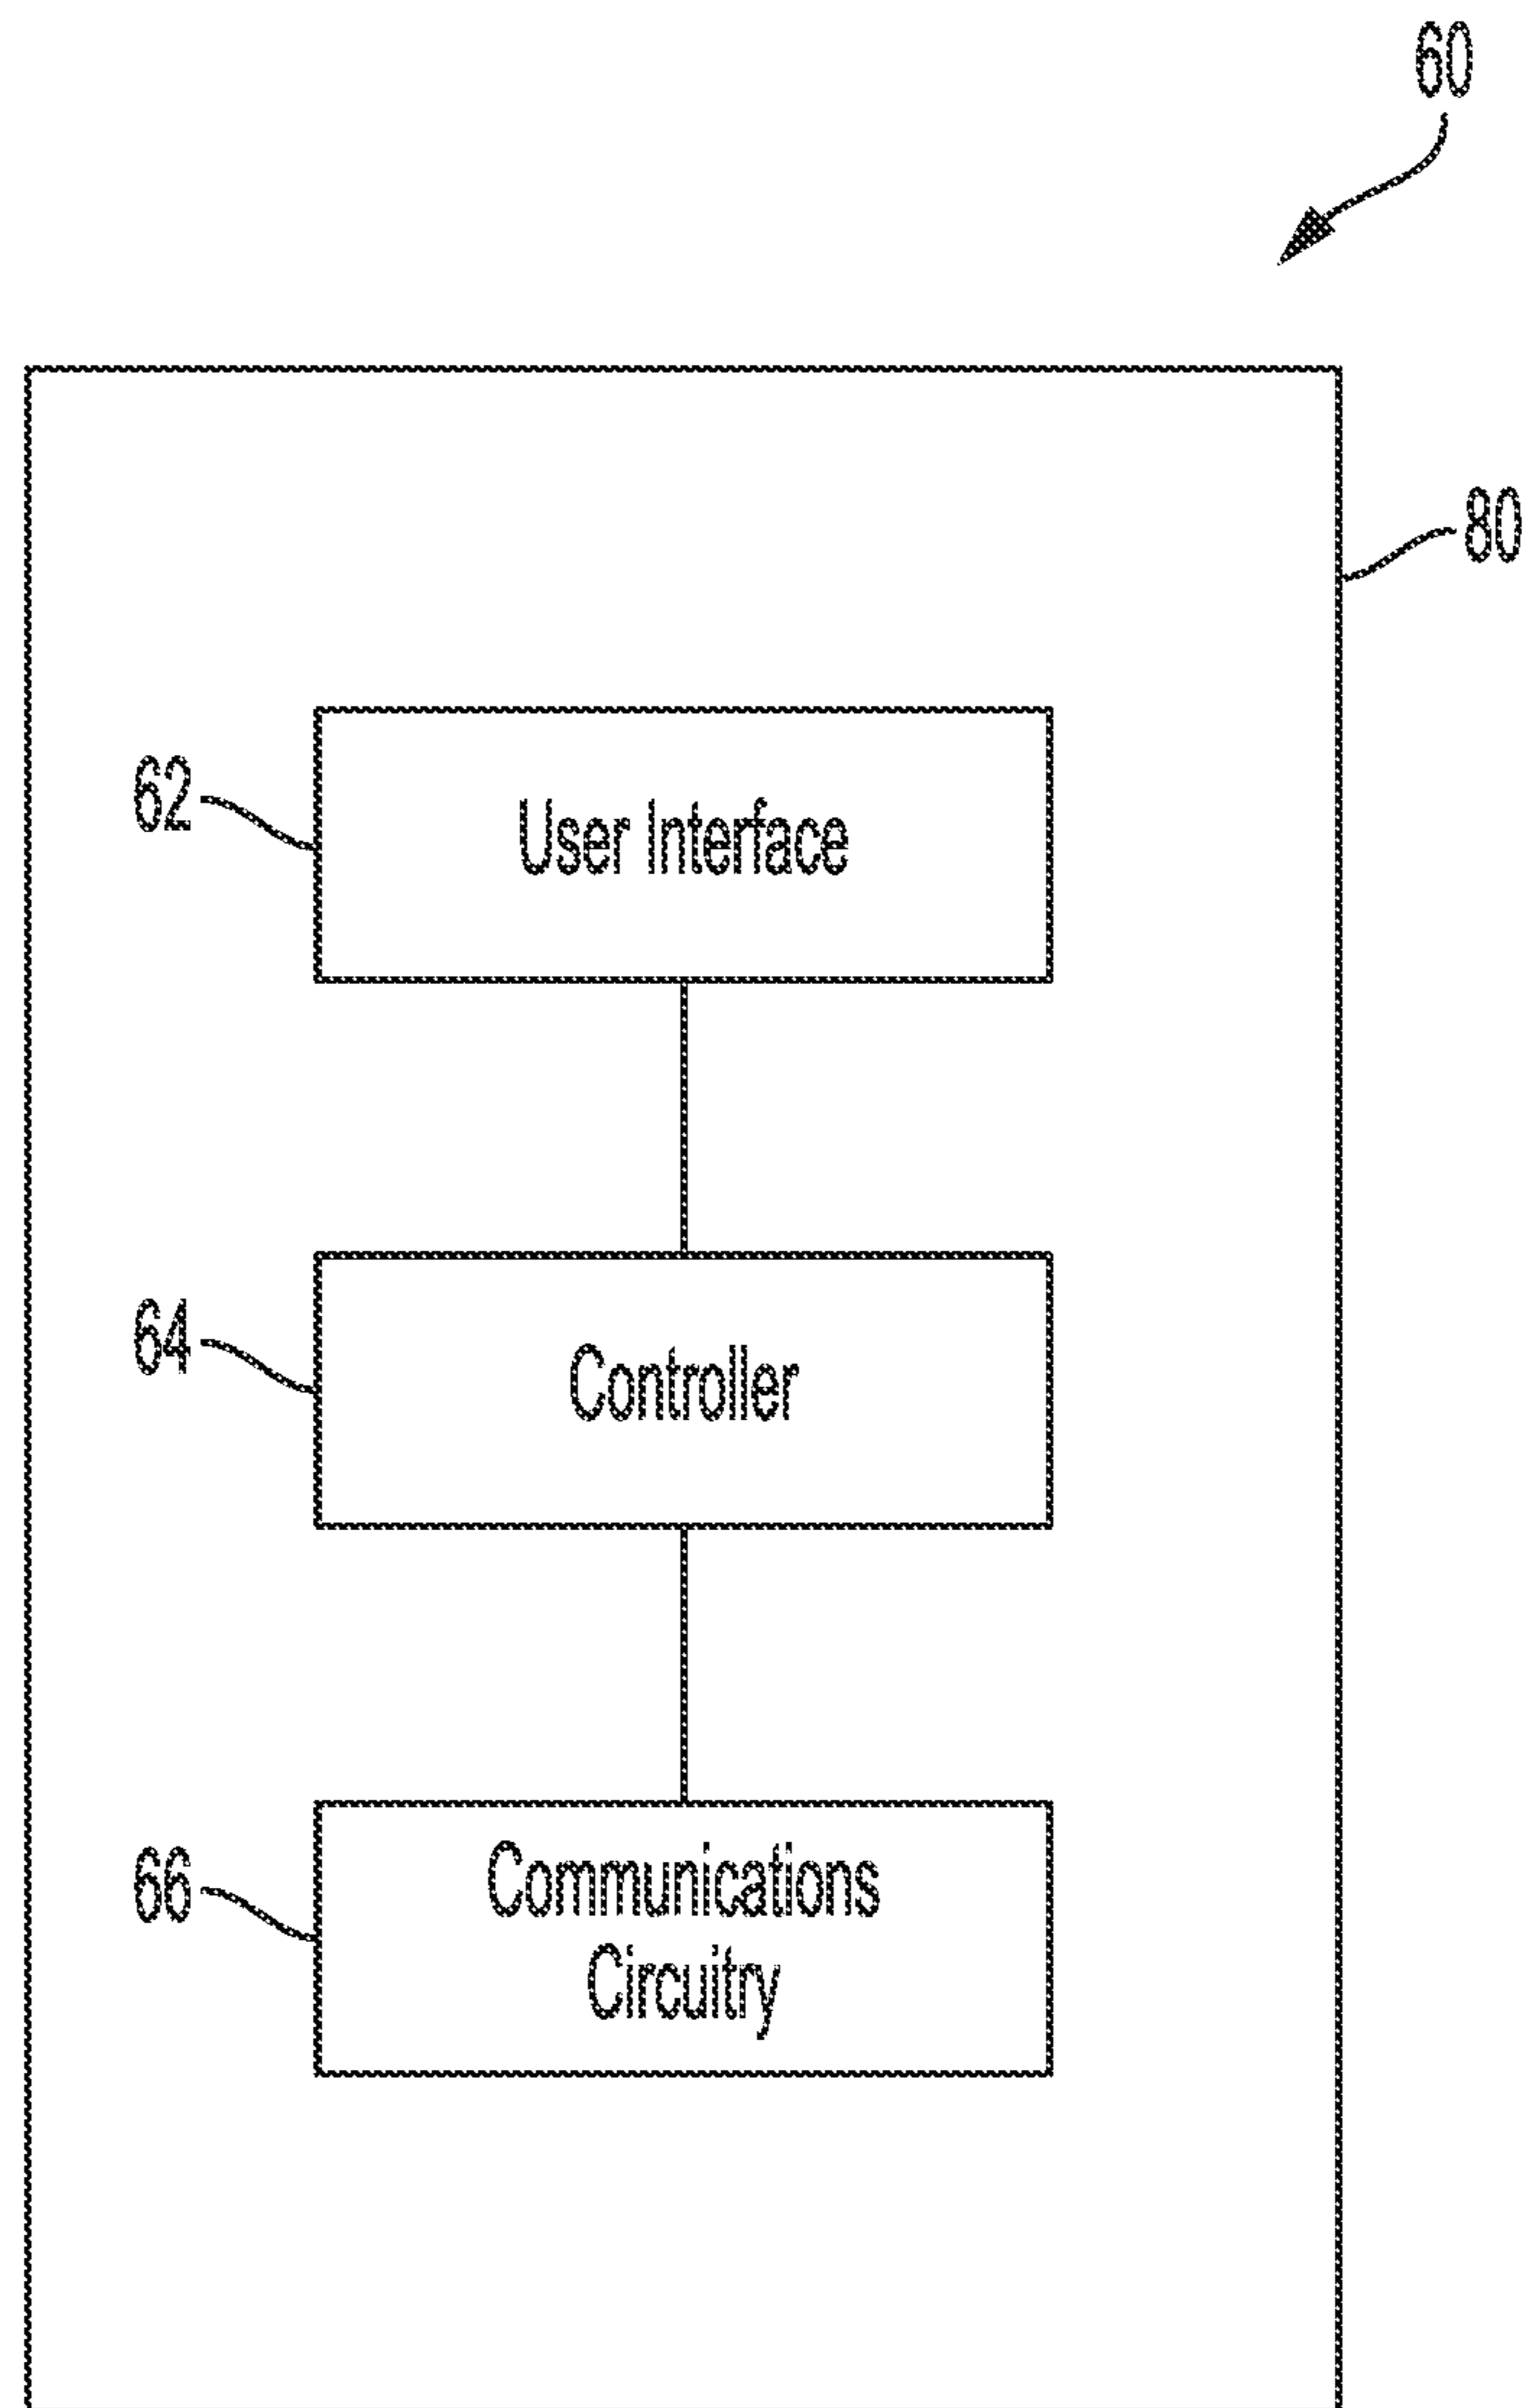 60
80
62
User Interface
64
Controller
66
Communications
Circuitry